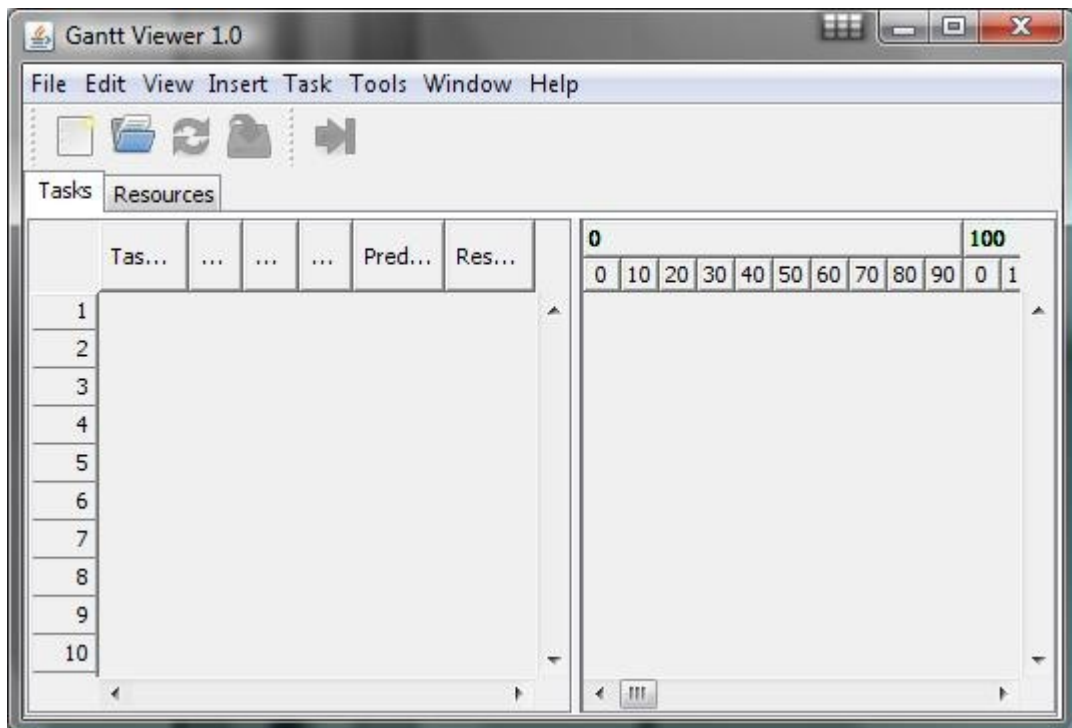 Gantt Viewer 1.0
File Edit View Insert Task Tools Window Help
Tasks Resources
Tas... ... ... ... Pred... Res...
0 100
0 10 20 30 40 50 60 70 80 90 0 1
1
2
3
4
5
6
7
8
9
10